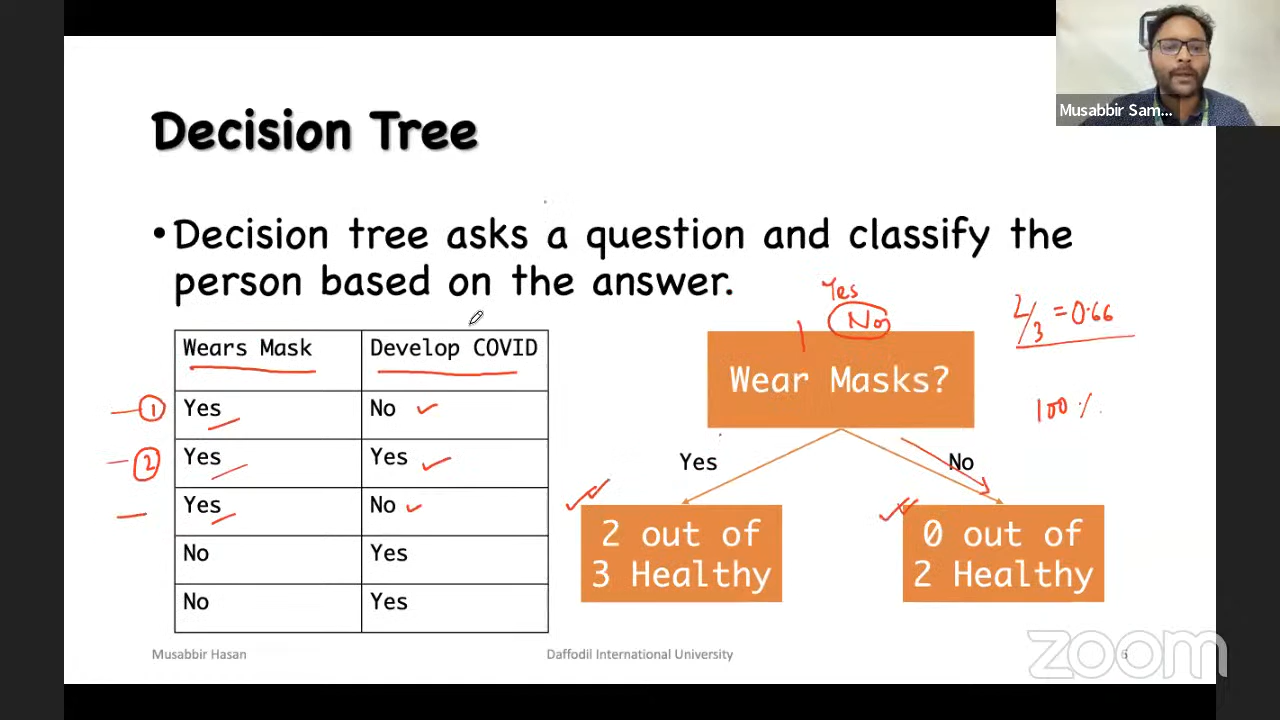 Musabbir Sam...
Decision Tree
• Decision tree asks a question and classify the
person based on the answer.
Yes
No
2/3 = 0.66
100 %
Wears Mask Develop COVID
1 Yes No
2 Yes Yes
Yes No
No Yes
No Yes
Wear Masks?
Yes No
2 out of
3 Healthy
0 out of
2 Healthy
Musabbir Hasan Daffodil International University 6
zoom